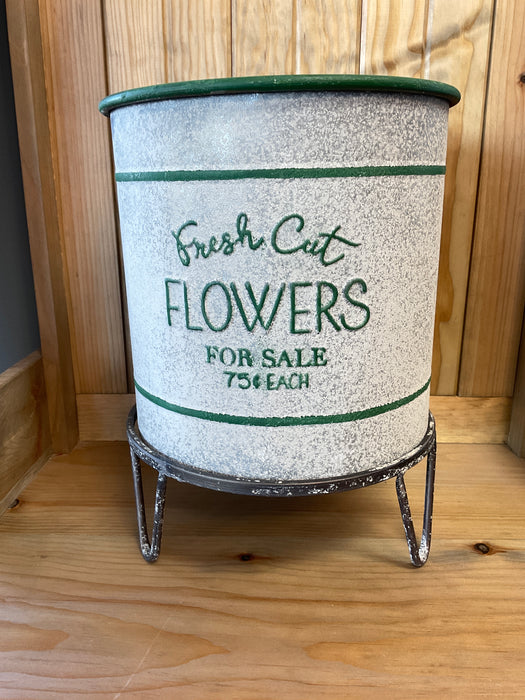 Fresh Cut
FLOWERS
FOR SALE
75¢ EACH